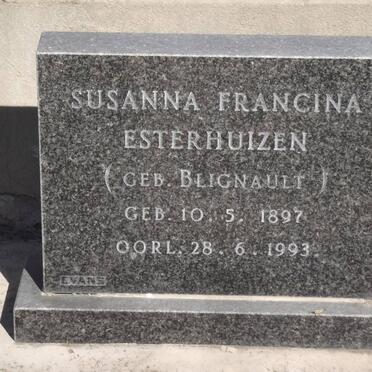 SUSANNA FRANCINA
ESTERHUIZEN
(GEB. BLIGNAULT)
GEB. 10. 5. 1897
OORL. 28. 6. 1993.
EVANS